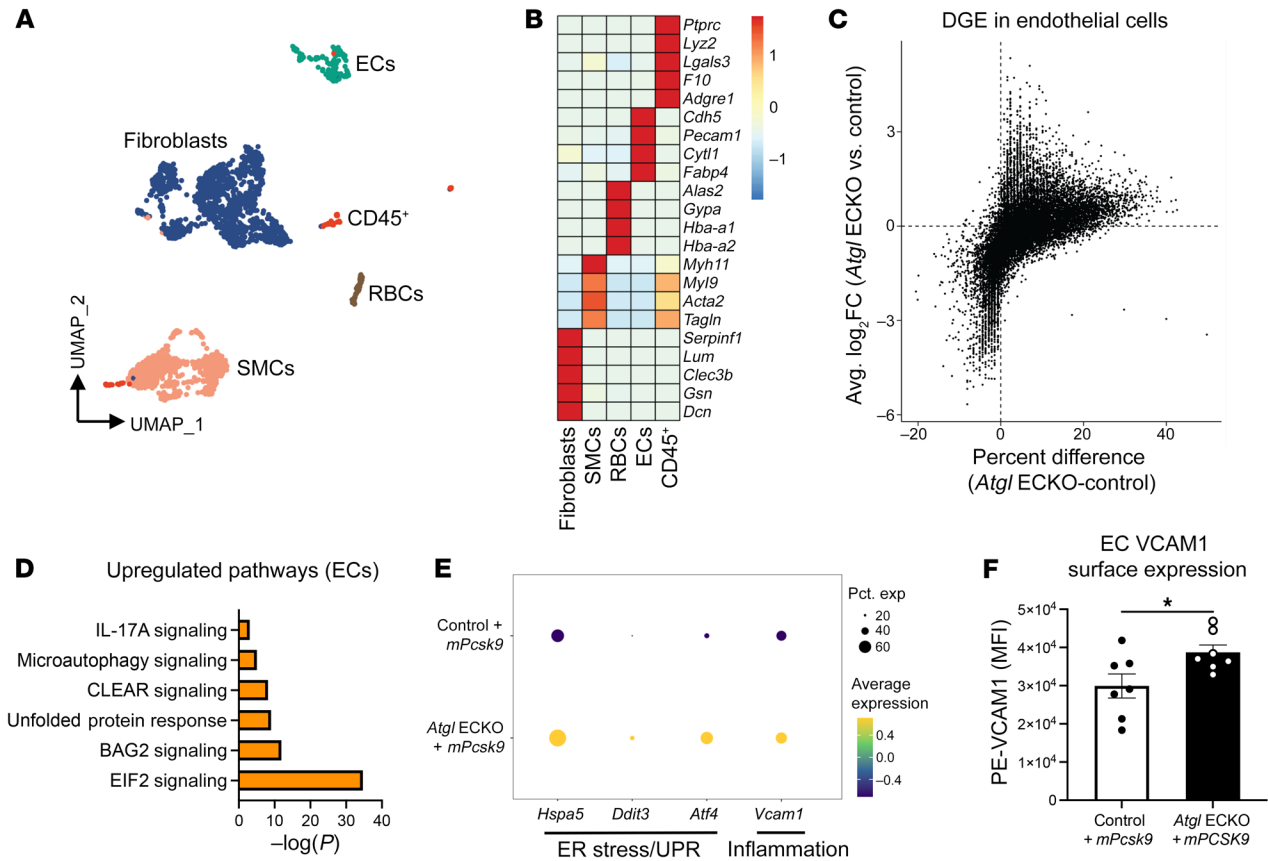 A
ECs
Fibroblasts
CD45+
RBCs
SMCs
UMAP_2
UMAP_1
B
Ptprc
Lyz2
Lgals3
F10
Adgre1
Cdh5
Pecam1
Cytl1
Fabp4
Alas2
Gypa
Hba-a1
Hba-a2
Myh11
Myl9
Acta2
Tagln
Serpinf1
Lum
Clec3b
Gsn
Dcn
1
0
–1
Fibroblasts
SMCs
RBCs
ECs
CD45+
C
DGE in endothelial cells
Avg. log2FC (Atgl ECKO vs. control)
3
0
–3
–6
–20
0
20
40
Percent difference
(Atgl ECKO-control)
D
Upregulated pathways (ECs)
IL-17A signaling
Microautophagy signaling
CLEAR signaling
Unfolded protein response
BAG2 signaling
EIF2 signaling
0
10
20
30
40
–log(P)
E
Control +
mPcsk9
Atgl ECKO
+ mPcsk9
Hspa5
Ddit3
Atf4
Vcam1
ER stress/UPR
Inflammation
Pct. exp
20
40
60
Average
expression
0.4
0.0
–0.4
F
EC VCAM1
surface expression
*
PE-VCAM1 (MFI)
5×10⁴
4×10⁴
3×10⁴
2×10⁴
1×10⁴
0
Control
+ mPcsk9
Atgl ECKO
+ mPCSK9